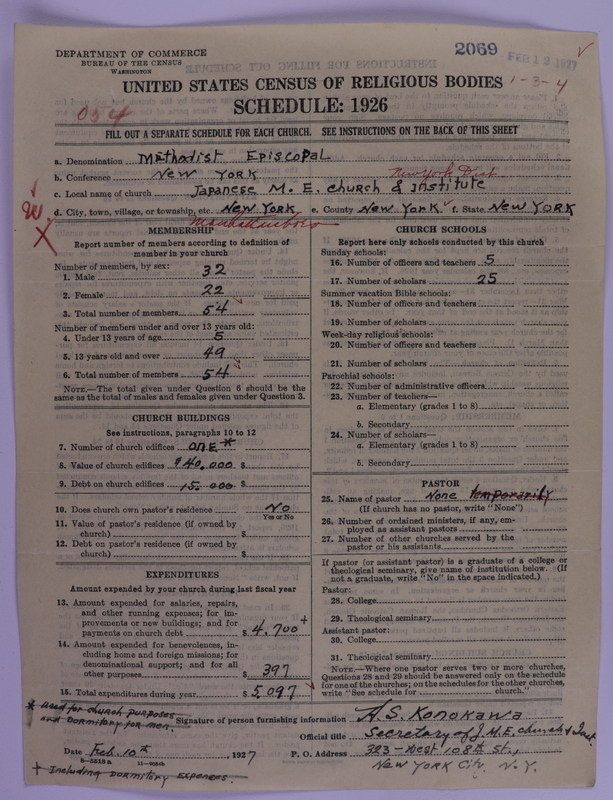 DEPARTMENT OF COMMERCE
BUREAU OF THE CENSUS
WASHINGTON
2069
FEB 12 1927
UNITED STATES CENSUS OF RELIGIOUS BODIES
1-3-4
SCHEDULE: 1926
054
FILL OUT A SEPARATE SCHEDULE FOR EACH CHURCH. SEE INSTRUCTIONS ON THE BACK OF THIS SHEET
a. Denomination Methodist Episcopal
b. Conference New York
New York Dist
c. Local name of church Japanese M. E. Church & Institute
d. City, town, village, or township, etc. New York e. County New York f. State New York
Manhattan boro
MEMBERSHIP
Report number of members according to definition of
member in your church
Number of members, by sex:
1. Male 32
2. Female 22
3. Total number of members 54
Number of members under and over 13 years old:
4. Under 13 years of age 5
5. 13 years old and over 49
6. Total number of members 54
NOTE.—The total given under Question 6 should be the
same as the total of males and females given under Question 3.
CHURCH BUILDINGS
See instructions, paragraphs 10 to 12
7. Number of church edifices one*
8. Value of church edifices $40,000 $
9. Debt on church edifices 15.000 $
10. Does church own pastor's residence? No
Yes or No
11. Value of pastor's residence (if owned by
church) $
12. Debt on pastor's residence (if owned by
church) $
EXPENDITURES
Amount expended by your church during last fiscal year
13. Amount expended for salaries, repairs,
and other running expenses; for im-
provements or new buildings; and for
payments on church debt $ 4,700+
14. Amount expended for benevolences, in-
cluding home and foreign missions; for
denominational support; and for all
other purposes $ 397
15. Total expenditures during year $ 5,097
CHURCH SCHOOLS
Report here only schools conducted by this church
Sunday schools:
16. Number of officers and teachers 5
17. Number of scholars 25
Summer vacation Bible schools:
18. Number of officers and teachers
19. Number of scholars
Week-day religious schools:
20. Number of officers and teachers
21. Number of scholars
Parochial schools:
22. Number of administrative officers
23. Number of teachers—
a. Elementary (grades 1 to 8)
b. Secondary
24. Number of scholars—
a. Elementary (grades 1 to 8)
b. Secondary
PASTOR
25. Name of pastor None temporarily
(If church has no pastor, write "None")
26. Number of ordained ministers, if any, em-
ployed as assistant pastors
27. Number of other churches served by the
pastor or his assistants
If pastor (or assistant pastor) is a graduate of a college or
theological seminary, give name of institution below. (If
not a graduate, write "No" in the space indicated.)
Pastor:
28. College
29. Theological seminary
Assistant pastor:
30. College
31. Theological seminary
NOTE.—Where one pastor serves two or more churches,
Questions 28 and 29 should be answered only on the schedule
for one of the churches; on the schedules for the other churches,
write "See schedule for church."
* Used for church purposes
and Dormitory for men.
Signature of person furnishing information A. S. Konokawa
Official title Secretary of J. M. E. church & Inst.
Date Feb. 10th, 1927
P. O. Address 323 - West 108th St.,
New York City. N. Y.
8-5518 a
+ Including Dormitory Expenses.